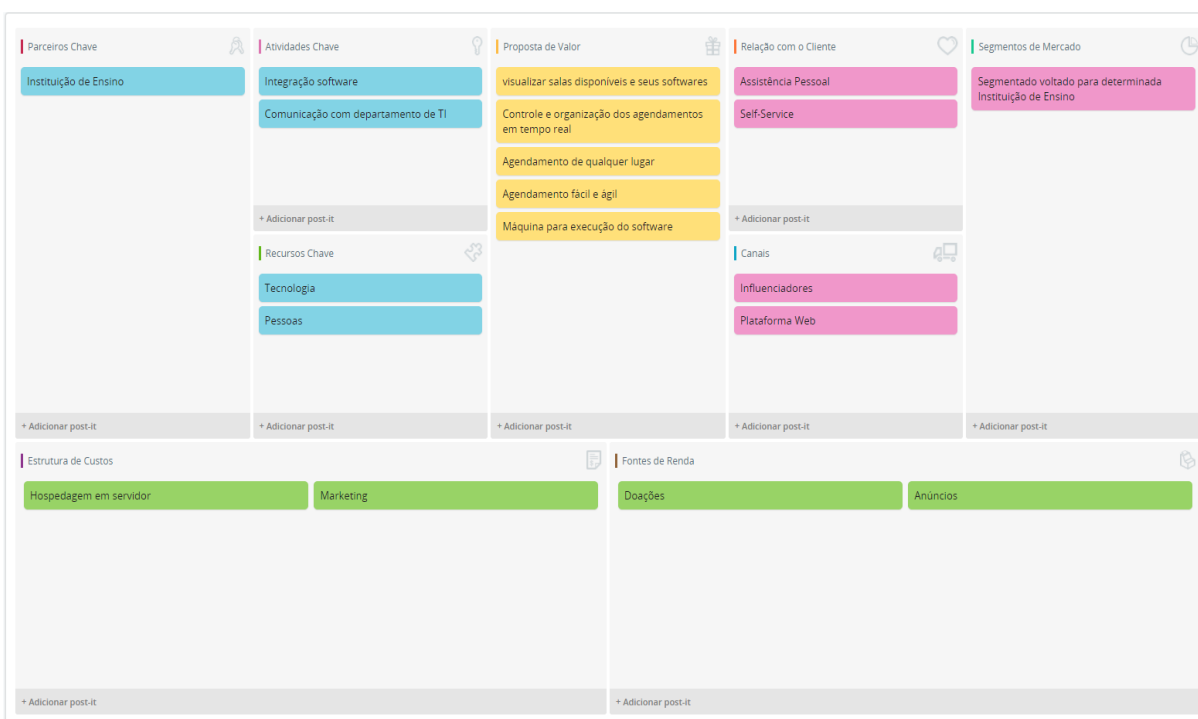 Parceiros Chave
Instituição de Ensino
+ Adicionar post-it
Atividades Chave
Integração software
Comunicação com departamento de TI
+ Adicionar post-it
Recursos Chave
Tecnologia
Pessoas
+ Adicionar post-it
Proposta de Valor
visualizar salas disponíveis e seus softwares
Controle e organização dos agendamentos
em tempo real
Agendamento de qualquer lugar
Agendamento fácil e ágil
Máquina para execução do software
+ Adicionar post-it
Relação com o Cliente
Assistência Pessoal
Self-Service
+ Adicionar post-it
Canais
Influenciadores
Plataforma Web
+ Adicionar post-it
Segmentos de Mercado
Segmentado voltado para determinada
Instituição de Ensino
+ Adicionar post-it
Estrutura de Custos
Hospedagem em servidor
Marketing
+ Adicionar post-it
Fontes de Renda
Doações
Anúncios
+ Adicionar post-it